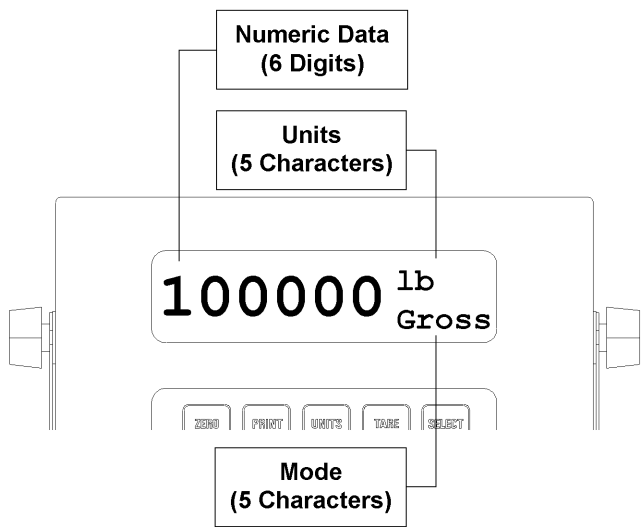 Numeric Data
(6 Digits)
Units
(5 Characters)
100000 lb
Gross
ZERO PRINT UNITS TARE SELECT
Mode
(5 Characters)